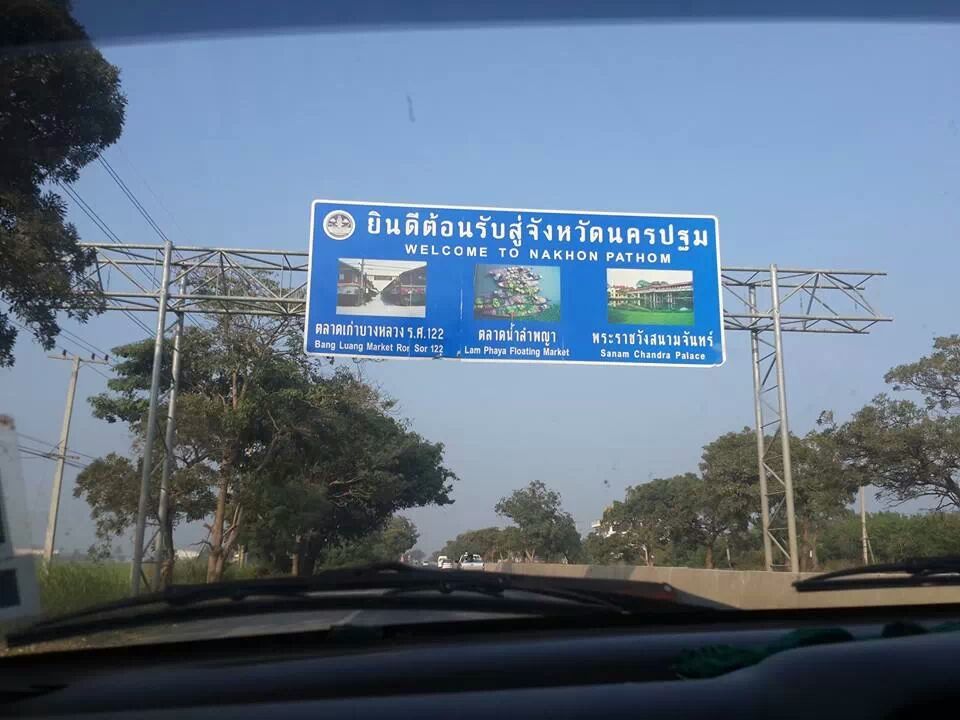 ยินดีต้อนรับสู่จังหวัดนครปฐม
WELCOME TO NAKHON PATHOM
ตลาดเก่าบางหลวง ร.ศ.122
Bang Luang Market Ron Sor 122
ตลาดน้ำลำพญา
Lam Phaya Floating Market
พระราชวังสนามจันทร์
Sanam Chandra Palace